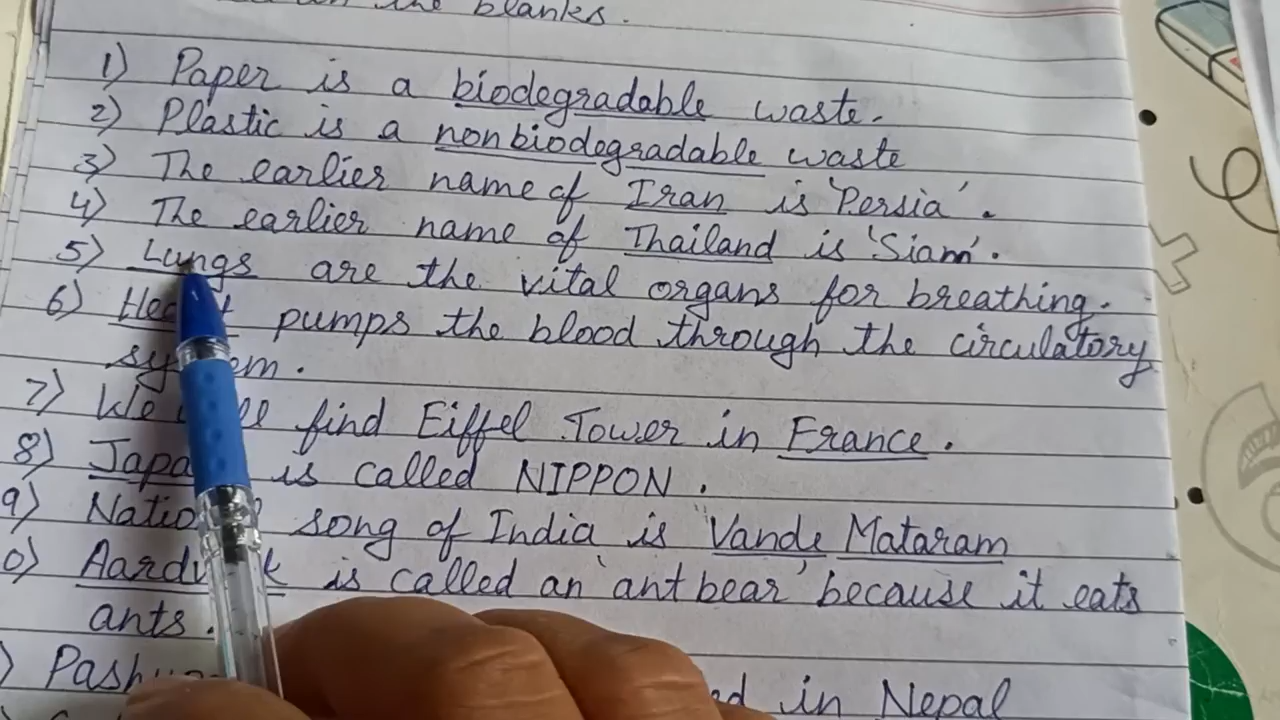 the blanks.
1) Paper is a biodegradable waste.
2) Plastic is a nonbiodegradable waste
3) The earlier name of Iran is 'Persia'.
4) The earlier name of Thailand is 'Siam'.
5) Lungs are the vital organs for breathing.
6) pumps the blood through the circulatory
7) We find Eiffel Tower in France.
8) is called NIPPON.
9) song of India is "Vande Mataram
0) is called an 'ant bear' because it eats
ants.
in Nepal